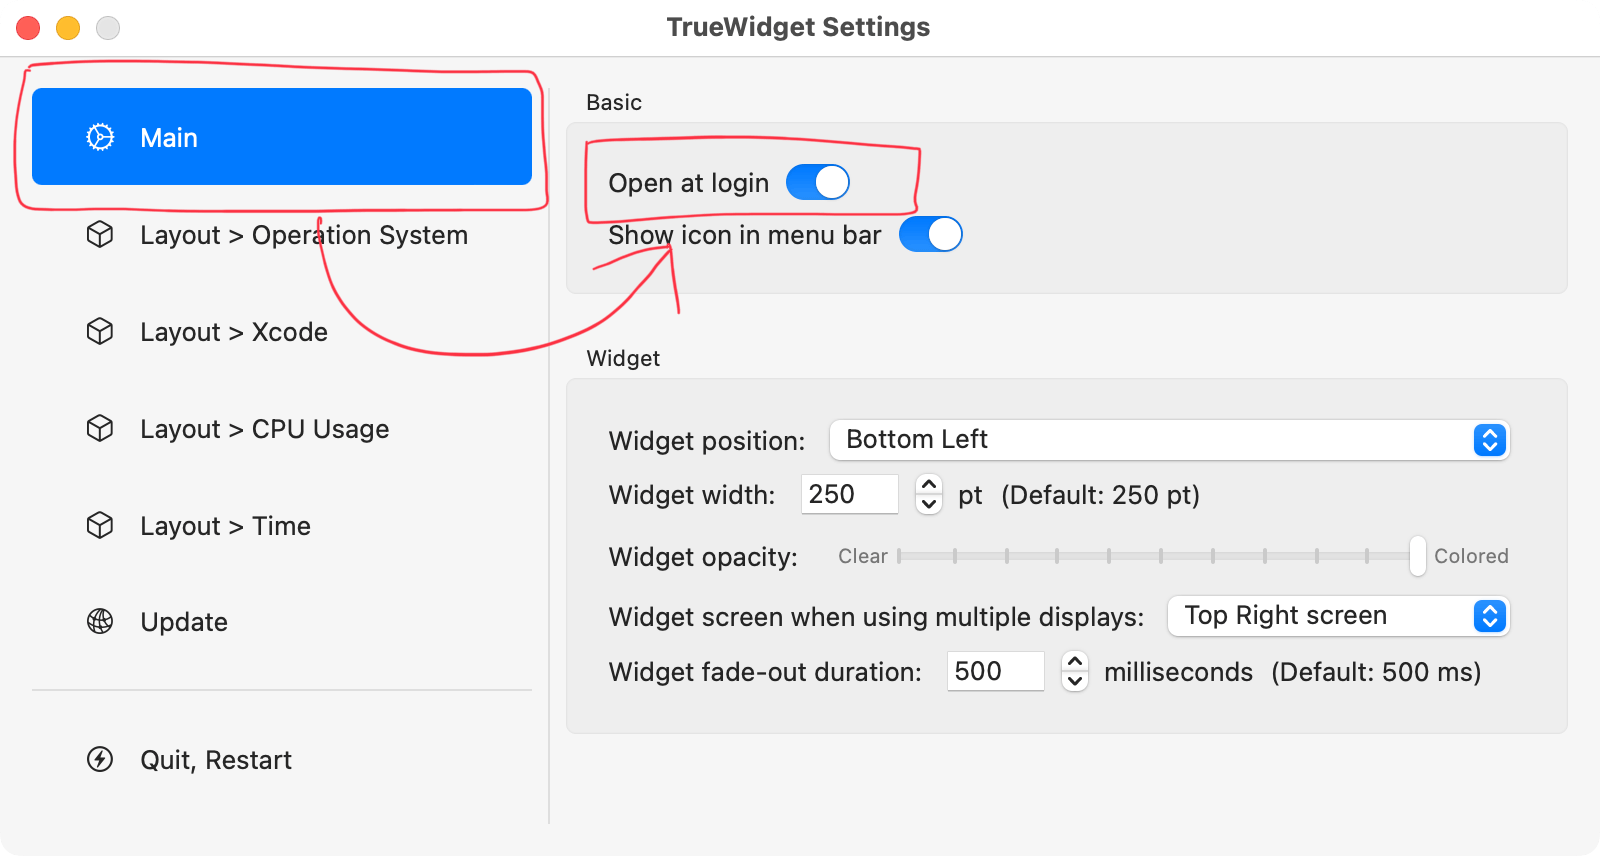 TrueWidget Settings
Main
Layout > Operation System
Layout > Xcode
Layout > CPU Usage
Layout > Time
Update
Quit, Restart
Basic
Open at login
Show icon in menu bar
Widget
Widget position: Bottom Left
Widget width: 250 pt (Default: 250 pt)
Widget opacity: Clear Colored
Widget screen when using multiple displays: Top Right screen
Widget fade-out duration: 500 milliseconds (Default: 500 ms)